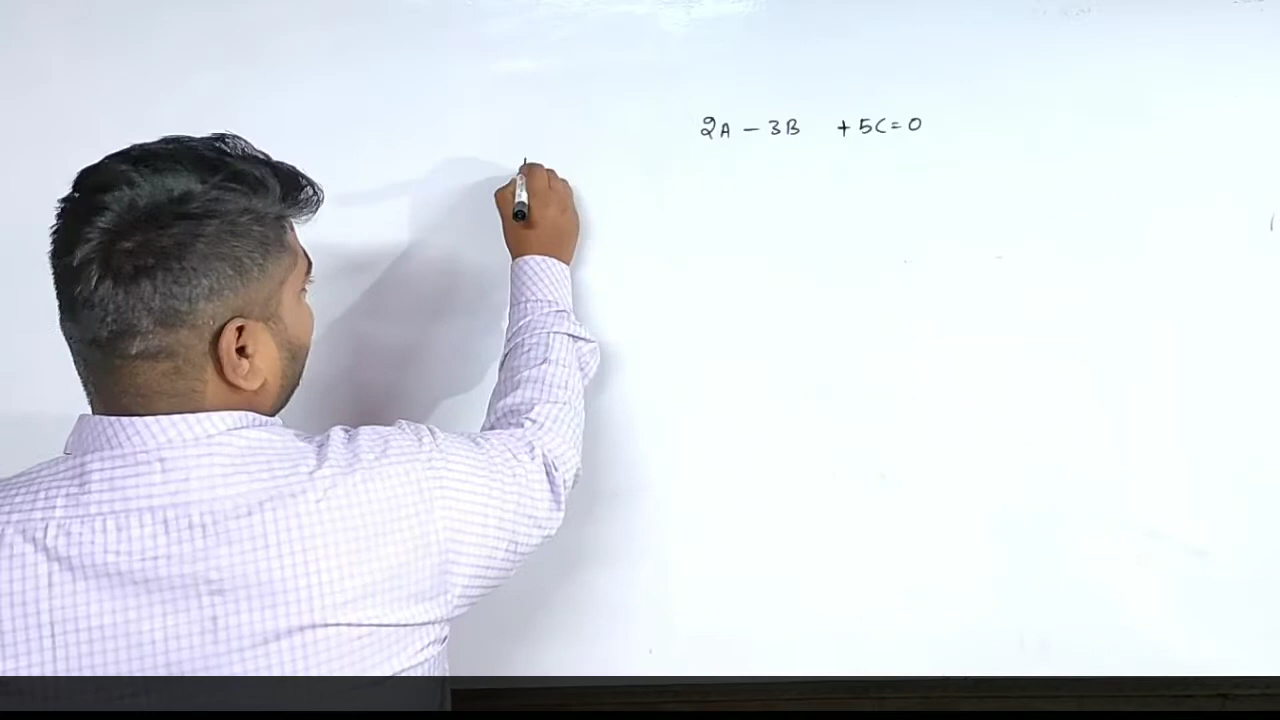 2A - 3B + 5C = 0